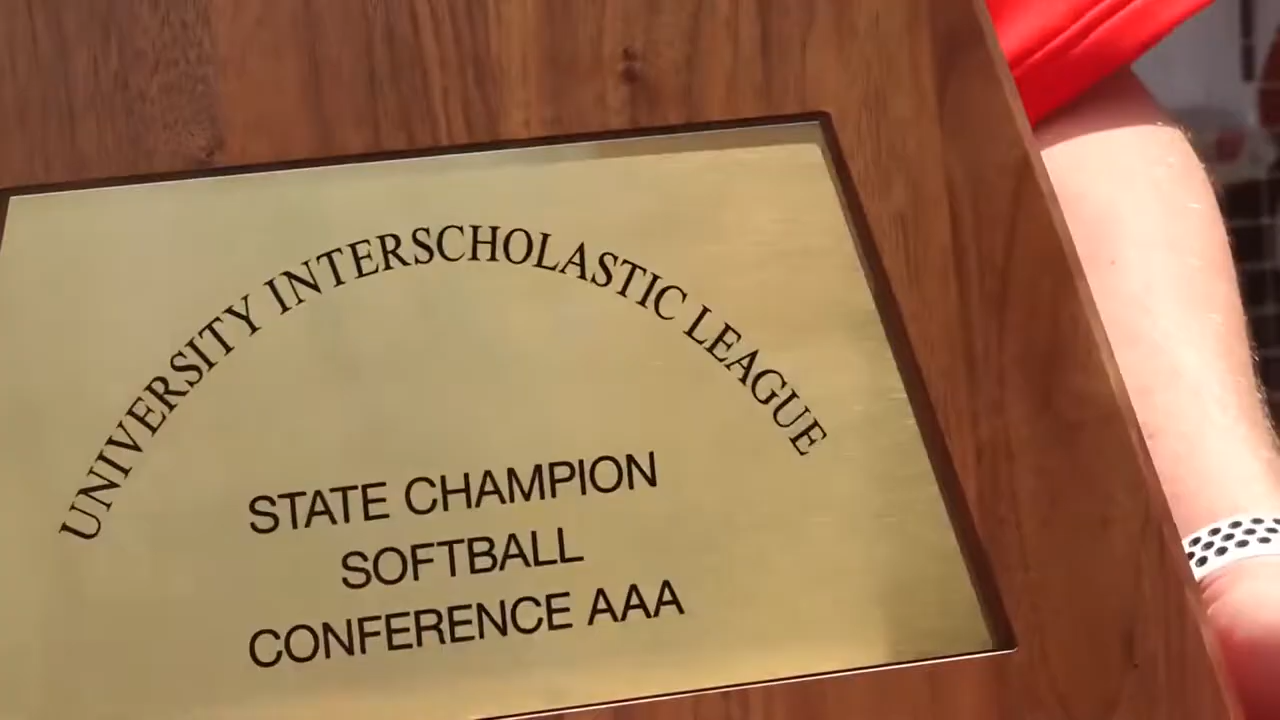 UNIVERSITY INTERSCHOLASTIC LEAGUE
STATE CHAMPION
SOFTBALL
CONFERENCE AAA